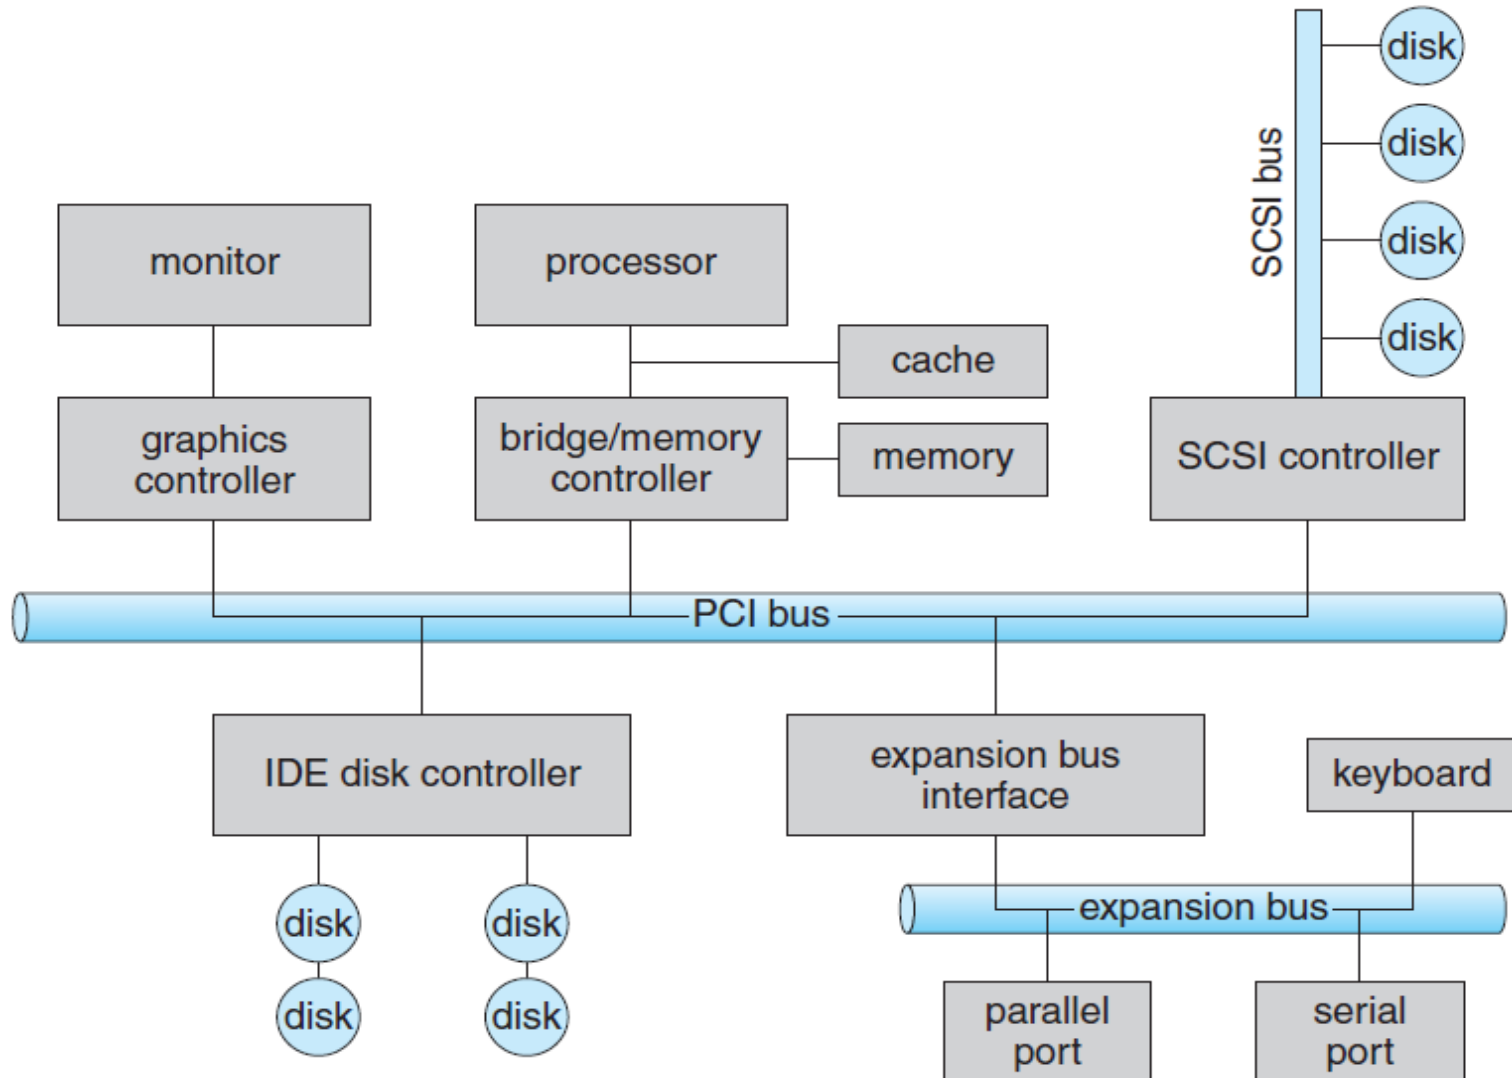 disk
disk
disk
disk
SCSI bus
monitor
processor
cache
graphics
controller
bridge/memory
controller
memory
SCSI controller
PCI bus
IDE disk controller
expansion bus
interface
keyboard
disk
disk
expansion bus
disk
disk
parallel
port
serial
port